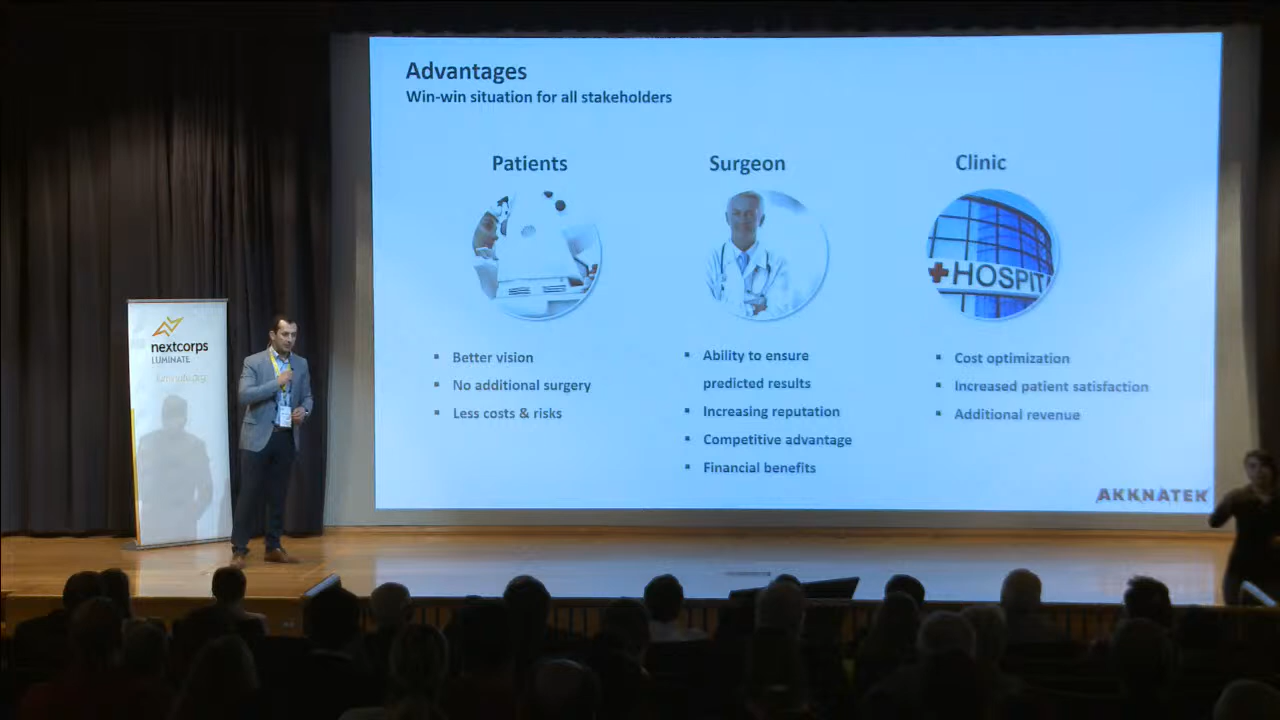 Advantages
Win-win situation for all stakeholders
Patients
Surgeon
Clinic
+HOSPIT
▪ Better vision
▪ No additional surgery
▪ Less costs & risks
▪ Ability to ensure
predicted results
▪ Increasing reputation
▪ Competitive advantage
▪ Financial benefits
▪ Cost optimization
▪ Increased patient satisfaction
▪ Additional revenue
AKKNATEK
nextcorps
LUMINATE